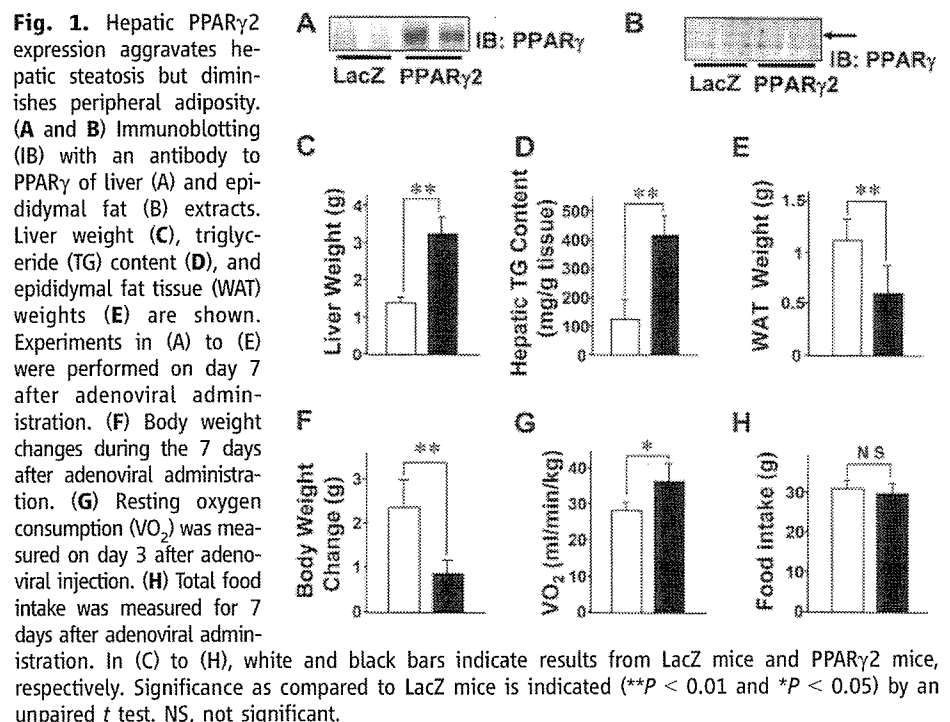 Fig. 1. Hepatic PPARγ2
expression aggravates he-
patic steatosis but dimin-
ishes peripheral adiposity.
(A and B) Immunoblotting
(IB) with an antibody to
PPARγ of liver (A) and epi-
didymal fat (B) extracts.
Liver weight (C), triglyc-
eride (TG) content (D), and
epididymal fat tissue (WAT)
weights (E) are shown.
Experiments in (A) to (E)
were performed on day 7
after adenoviral admin-
istration. (F) Body weight
changes during the 7 days
after adenoviral administra-
tion. (G) Resting oxygen
consumption (VO₂) was mea-
sured on day 3 after adeno-
viral injection. (H) Total food
intake was measured for 7
days after adenoviral admin-
istration. In (C) to (H), white and black bars indicate results from LacZ mice and PPARγ2 mice,
respectively. Significance as compared to LacZ mice is indicated (**P < 0.01 and *P < 0.05) by an
unpaired t test. NS, not significant.
A
IB: PPARγ
LacZ PPARγ2
B
IB: PPARγ
LacZ PPARγ2
C
Liver Weight (g)
4
3
2
1
0
**
D
Hepatic TG Content
(mg/g tissue)
500
400
300
200
100
0
**
E
WAT Weight (g)
1.5
1
0.5
0
**
F
Body Weight
Change (g)
3
2
1
0
**
G
VO₂ (ml/min/kg)
40
30
20
10
0
*
H
Food intake (g)
30
20
10
0
NS